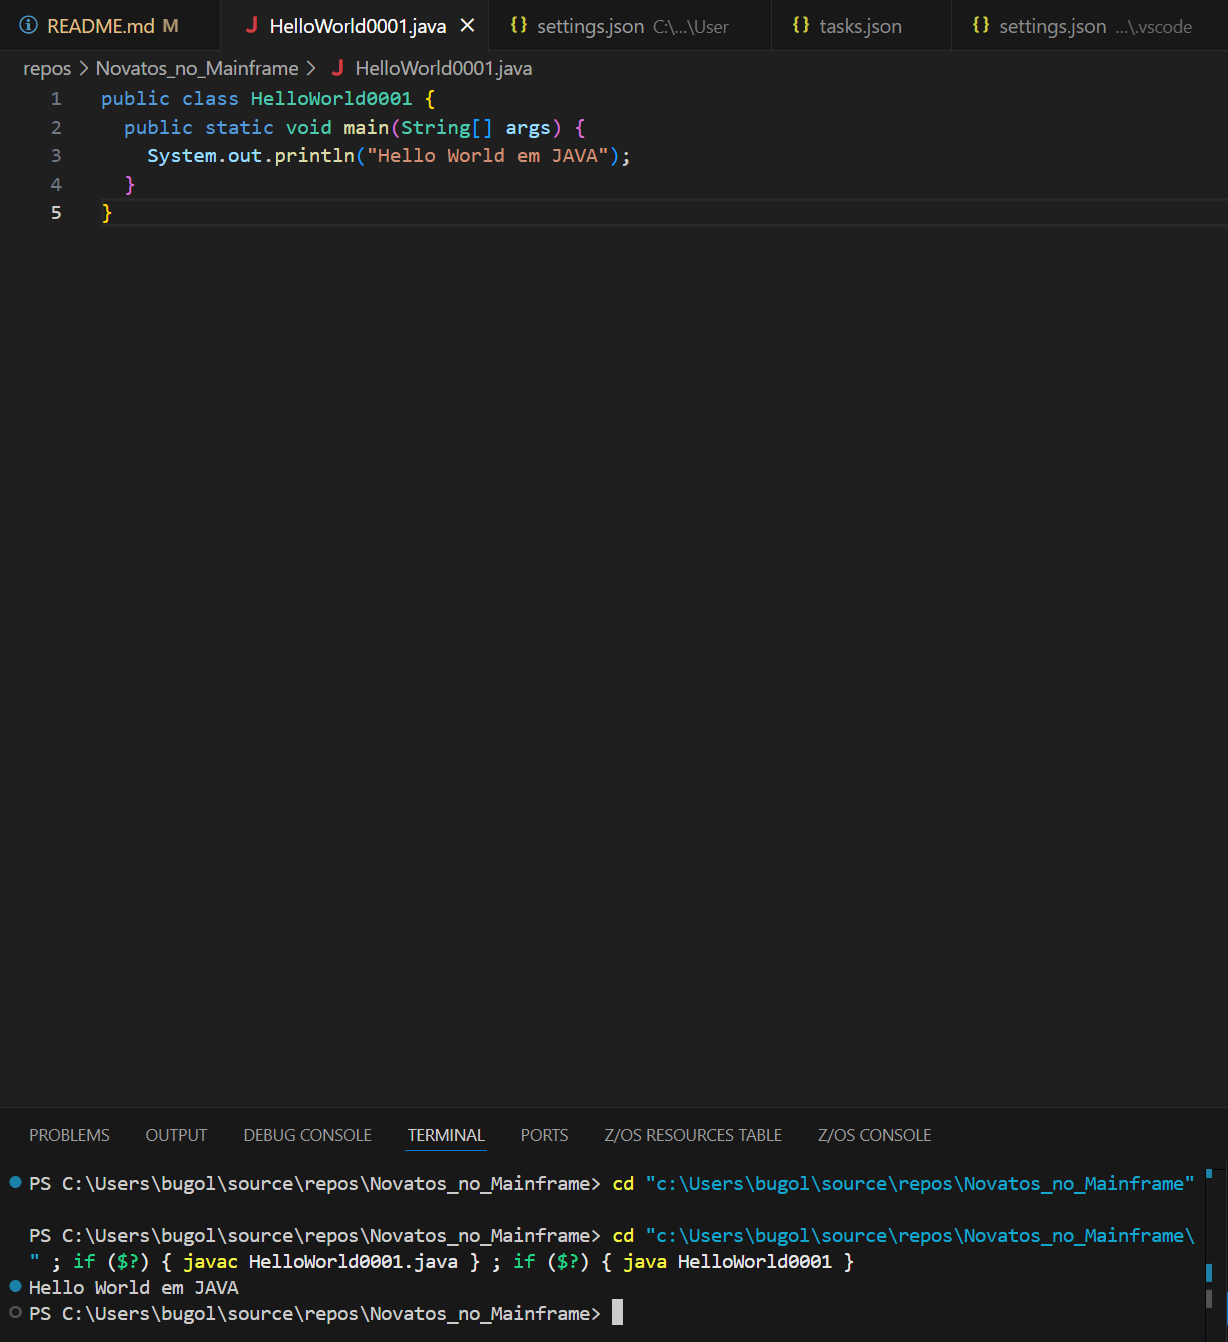 README.md M HelloWorld0001.java settings.json C:\...\User tasks.json settings.json ...\.vscode
repos > Novatos_no_Mainframe > J HelloWorld0001.java
1 public class HelloWorld0001 {
2 public static void main(String[] args) {
3 System.out.println("Hello World em JAVA");
4 }
5 }
PROBLEMS OUTPUT DEBUG CONSOLE TERMINAL PORTS Z/OS RESOURCES TABLE Z/OS CONSOLE
PS C:\Users\bugol\source\repos\Novatos_no_Mainframe> cd "c:\Users\bugol\source\repos\Novatos_no_Mainframe"
PS C:\Users\bugol\source\repos\Novatos_no_Mainframe> cd "c:\Users\bugol\source\repos\Novatos_no_Mainframe\
" ; if ($?) { javac HelloWorld0001.java } ; if ($?) { java HelloWorld0001 }
Hello World em JAVA
PS C:\Users\bugol\source\repos\Novatos_no_Mainframe>